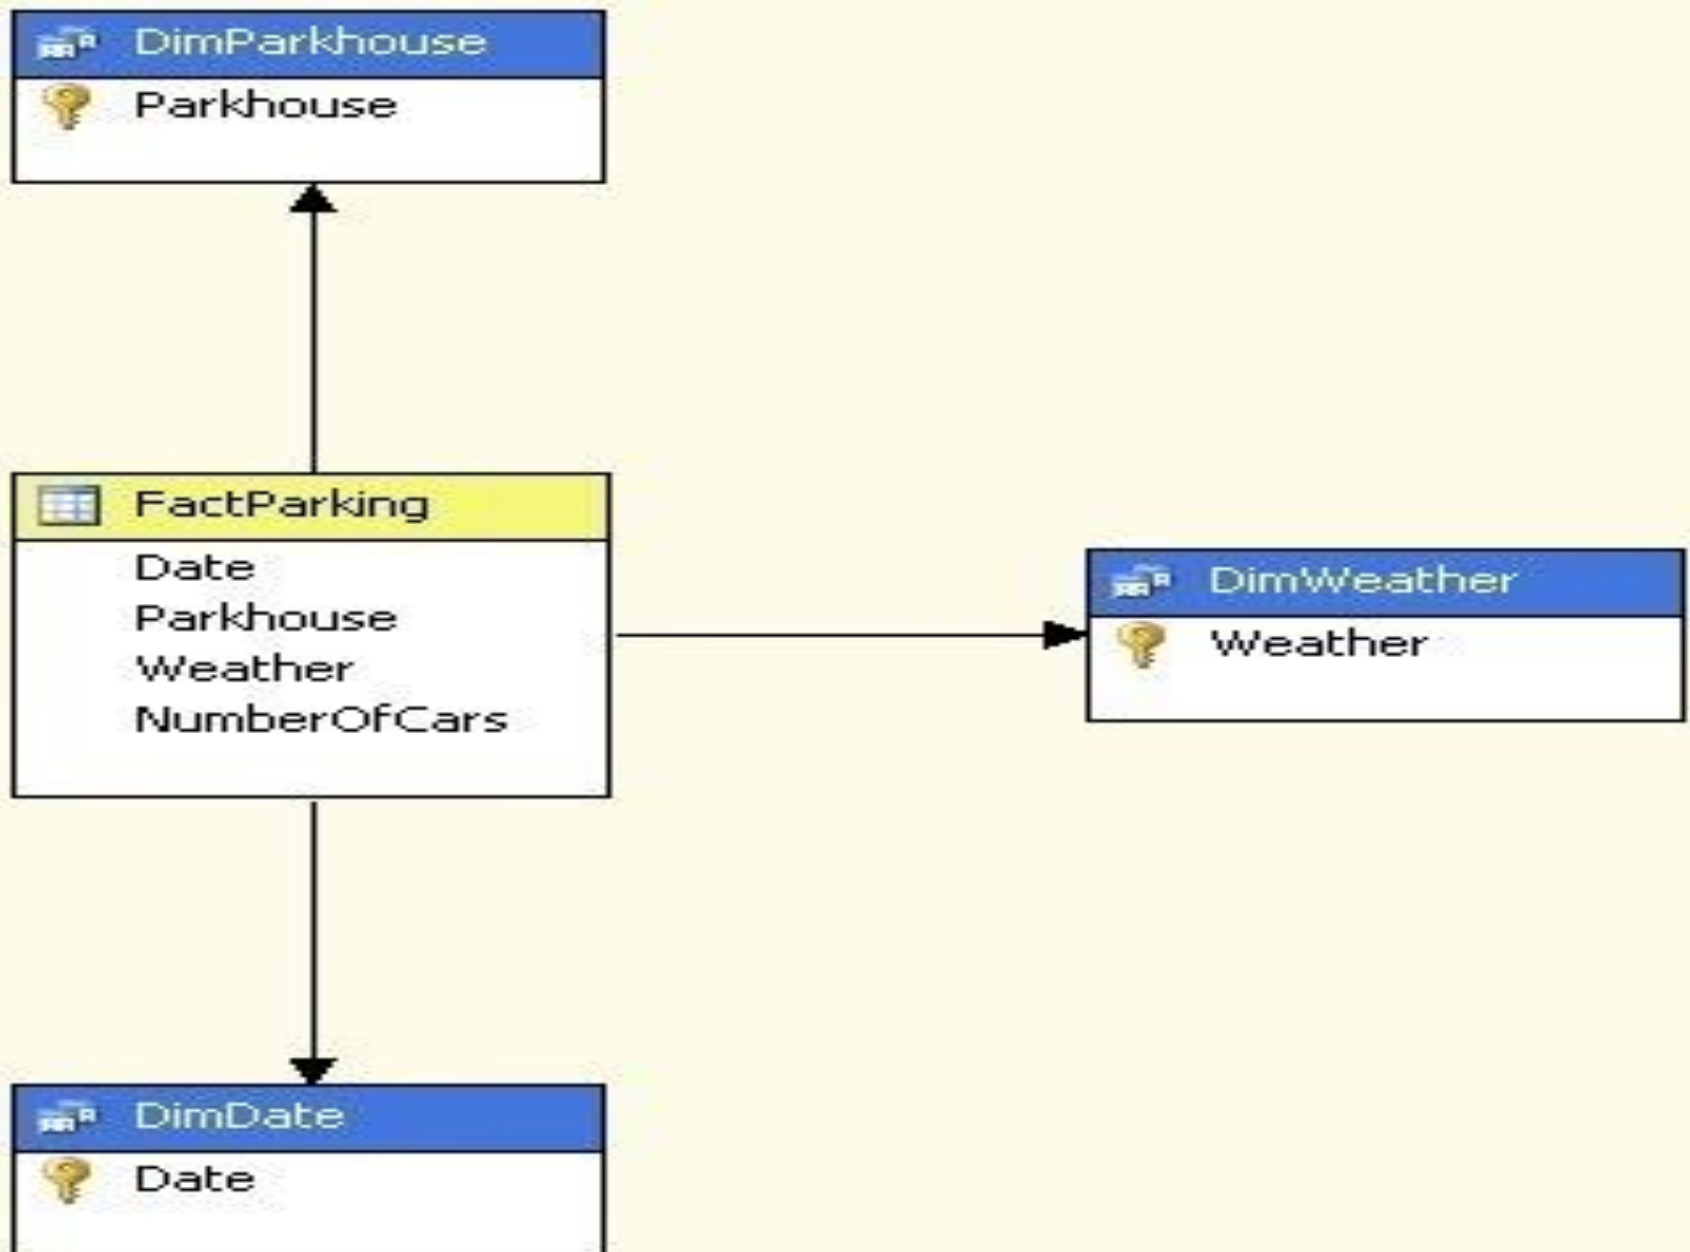 DimParkhouse
Parkhouse
FactParking
Date
Parkhouse
Weather
NumberOfCars
DimWeather
Weather
DimDate
Date